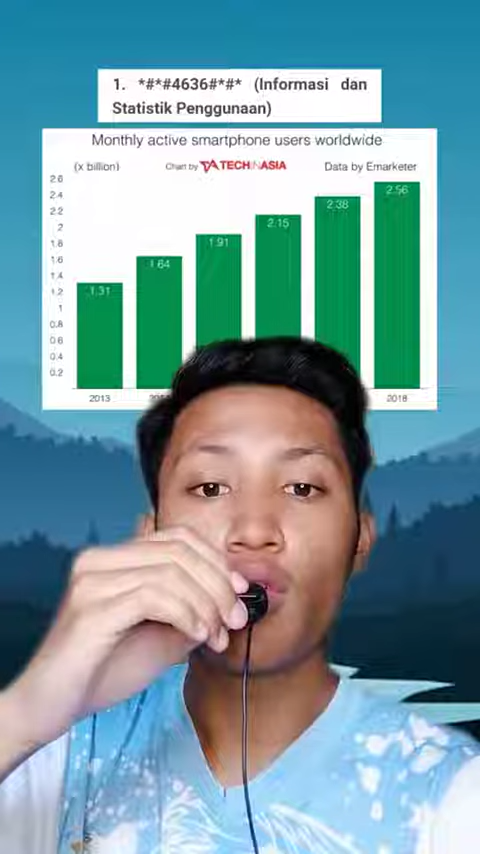 1. *#*#4636#*#* (Informasi dan
Statistik Penggunaan)
Monthly active smartphone users worldwide
(x billion) Chart by TECHINASIA Data by Emarketer
2.6
2.4
2.2
2
1.8
1.6
1.4
1.2
1
0.8
0.6
0.4
0.2
1.31 1.64 1.91 2.15 2.38 2.56
2013 2018